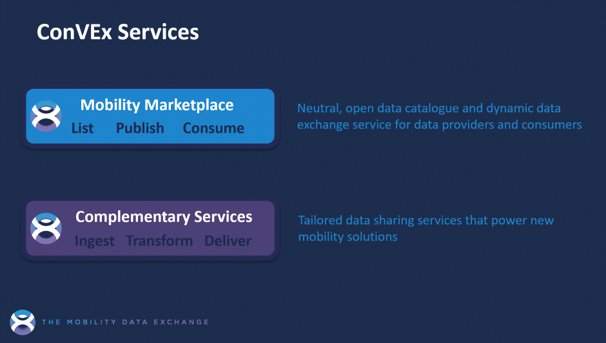 ConVEx Services
Mobility Marketplace
List Publish Consume
Neutral, open data catalogue and dynamic data
exchange service for data providers and consumers
Complementary Services
Ingest Transform Deliver
Tailored data sharing services that power new
mobility solutions
THE MOBILITY DATA EXCHANGE